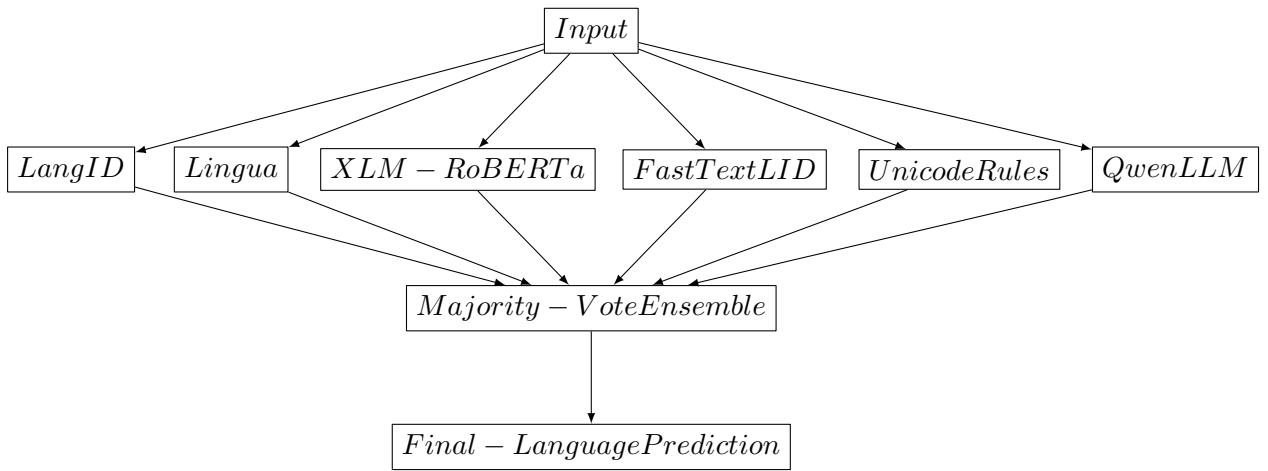 Input
LangID Lingua XLM − RoBERTa FastTextLID UnicodeRules QwenLLM
Majority − VoteEnsemble
Final − LanguagePrediction